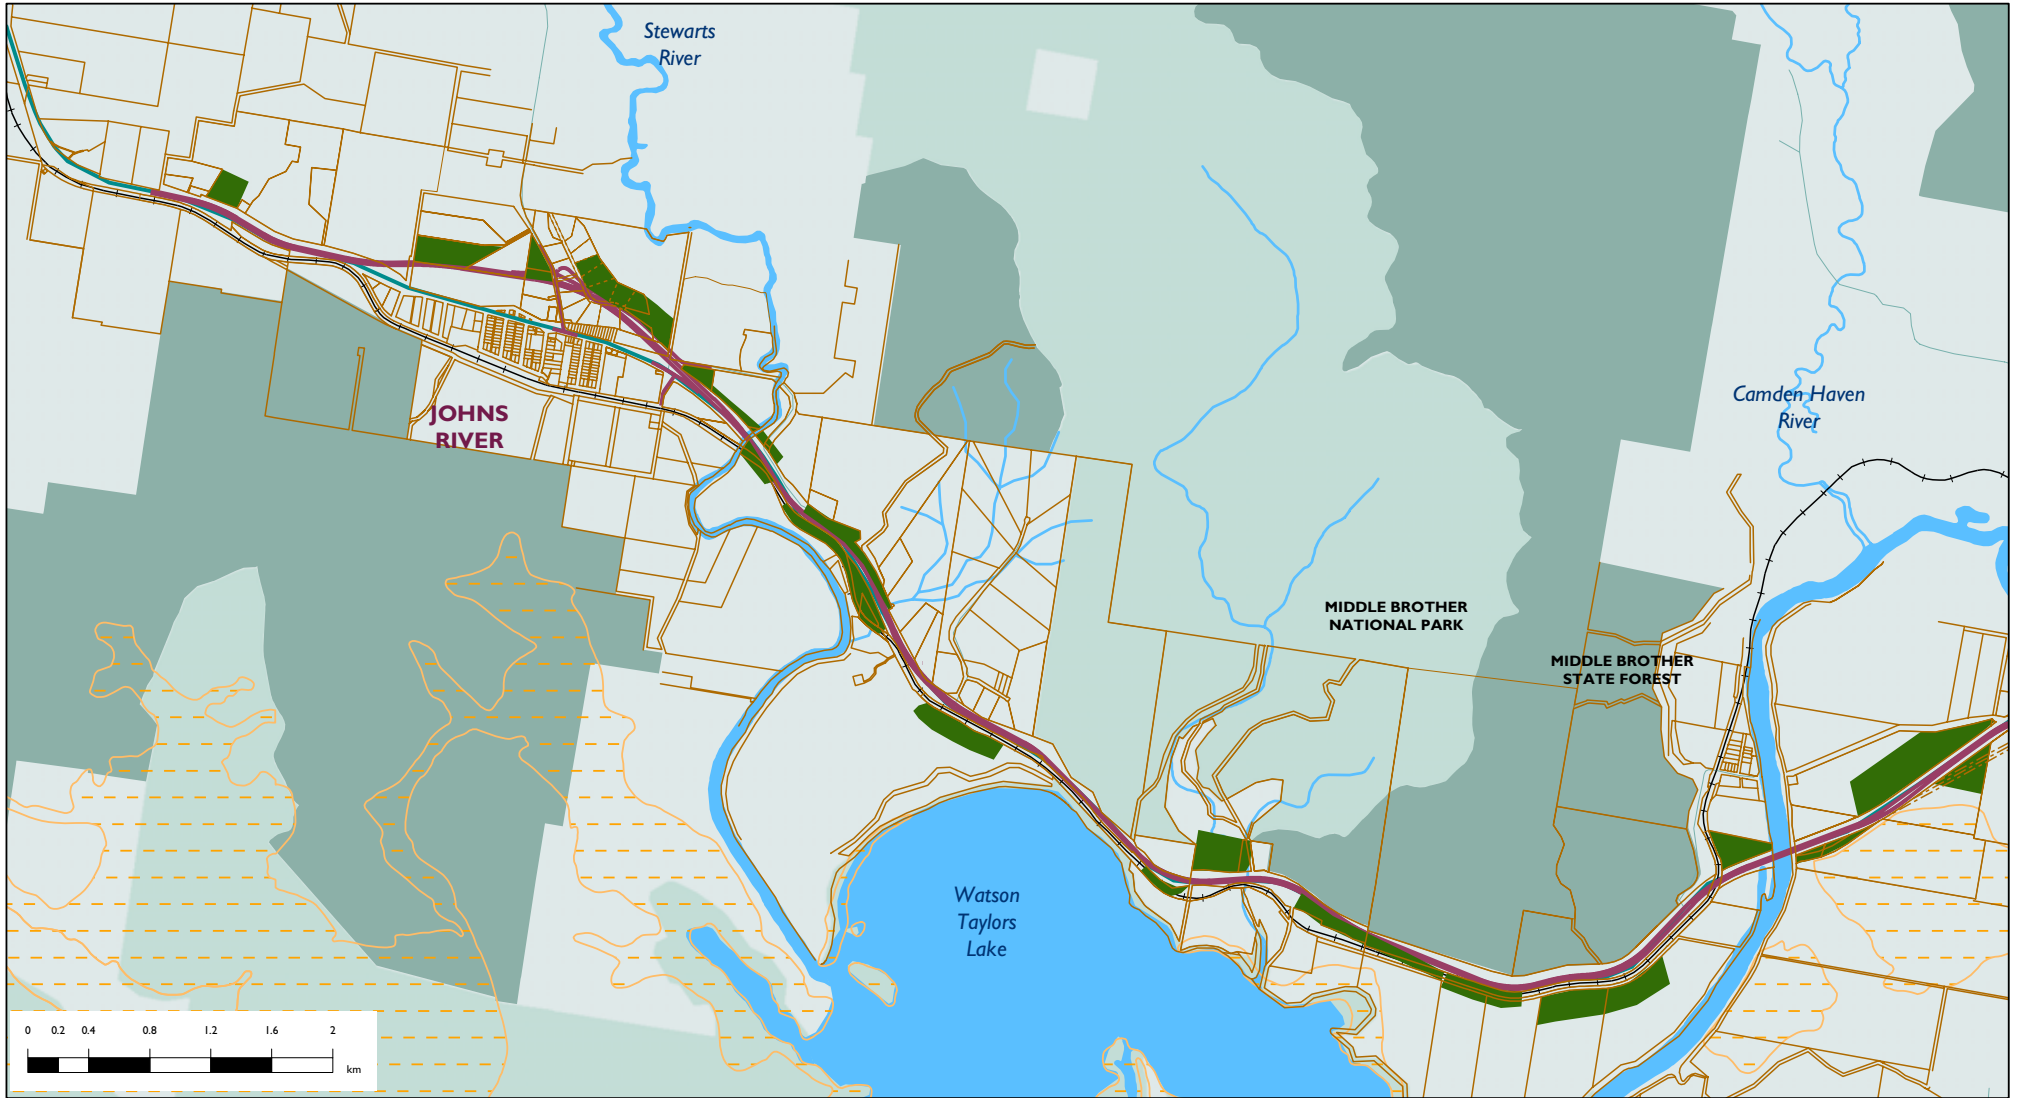 Stewarts
River
Camden Haven
River
JOHNS
RIVER
MIDDLE BROTHER
NATIONAL PARK
MIDDLE BROTHER
STATE FOREST
Watson
Taylors
Lake
0 0.2 0.4 0.8 1.2 1.6 2
km